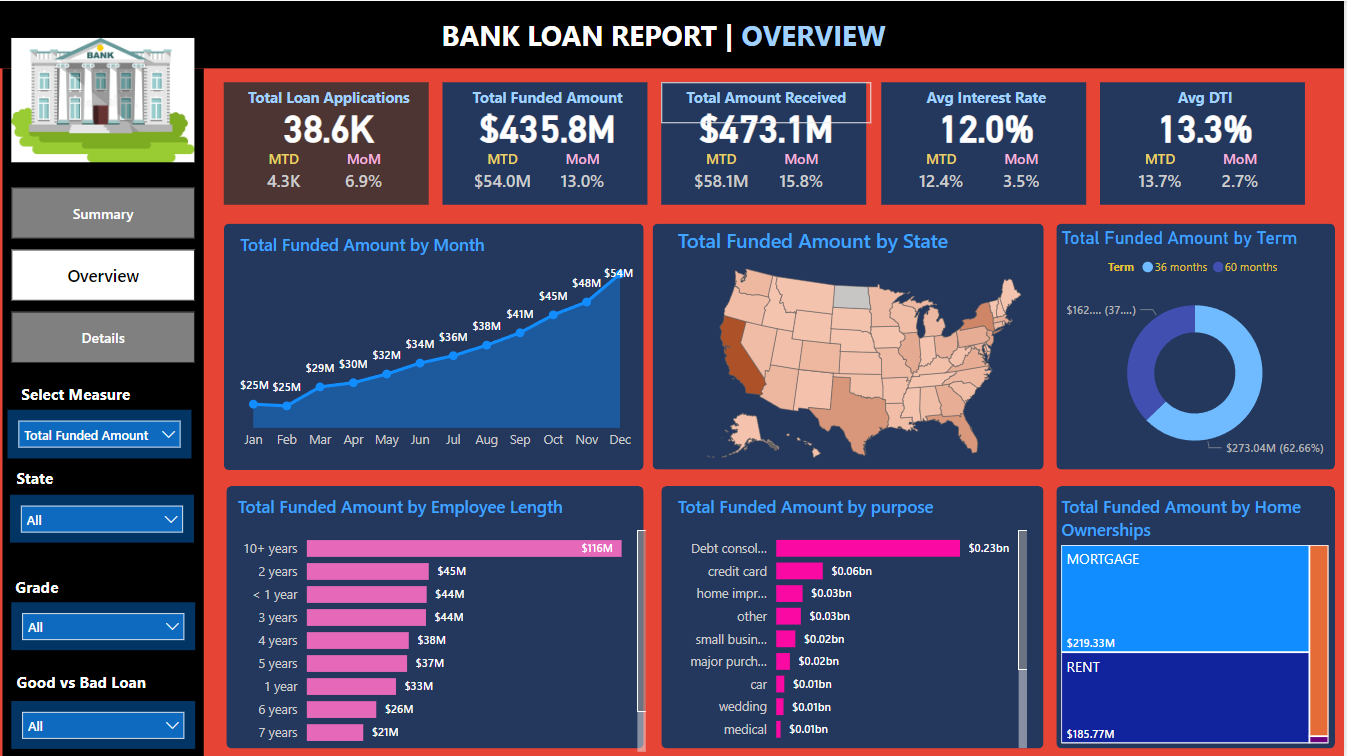 BANK LOAN REPORT | OVERVIEW
BANK
Summary
Overview
Details
Select Measure
Total Funded Amount
State
All
Grade
All
Good vs Bad Loan
All
Total Loan Applications
38.6K
MTD MoM
4.3K 6.9%
Total Funded Amount
$435.8M
MTD MoM
$54.0M 13.0%
Total Amount Received
$473.1M
MTD MoM
$58.1M 15.8%
Avg Interest Rate
12.0%
MTD MoM
12.4% 3.5%
Avg DTI
13.3%
MTD MoM
13.7% 2.7%
Total Funded Amount by Month
$25M $25M $29M $30M $32M $34M $36M $38M $41M $45M $48M $54M
Jan Feb Mar Apr May Jun Jul Aug Sep Oct Nov Dec
Total Funded Amount by State
Total Funded Amount by Term
Term 36 months 60 months
$162.... (37....)
$273.04M (62.66%)
Total Funded Amount by Employee Length
10+ years $116M
2 years $45M
< 1 year $44M
3 years $44M
4 years $38M
5 years $37M
1 year $33M
6 years $26M
7 years $21M
Total Funded Amount by purpose
Debt consol... $0.23bn
credit card $0.06bn
home impr... $0.03bn
other $0.03bn
small busin... $0.02bn
major purch... $0.02bn
car $0.01bn
wedding $0.01bn
medical $0.01bn
Total Funded Amount by Home
Ownerships
MORTGAGE
$219.33M
RENT
$185.77M